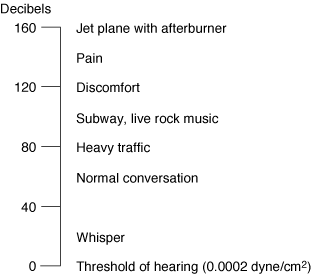 Decibels
160 Jet plane with afterburner
Pain
120 Discomfort
Subway, live rock music
80 Heavy traffic
Normal conversation
40
Whisper
0 Threshold of hearing (0.0002 dyne/cm²)